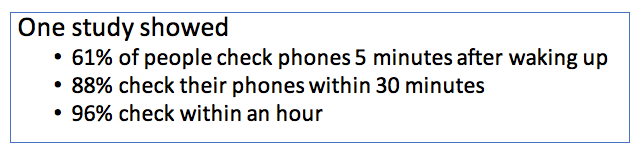 One study showed
• 61% of people check phones 5 minutes after waking up
• 88% check their phones within 30 minutes
• 96% check within an hour